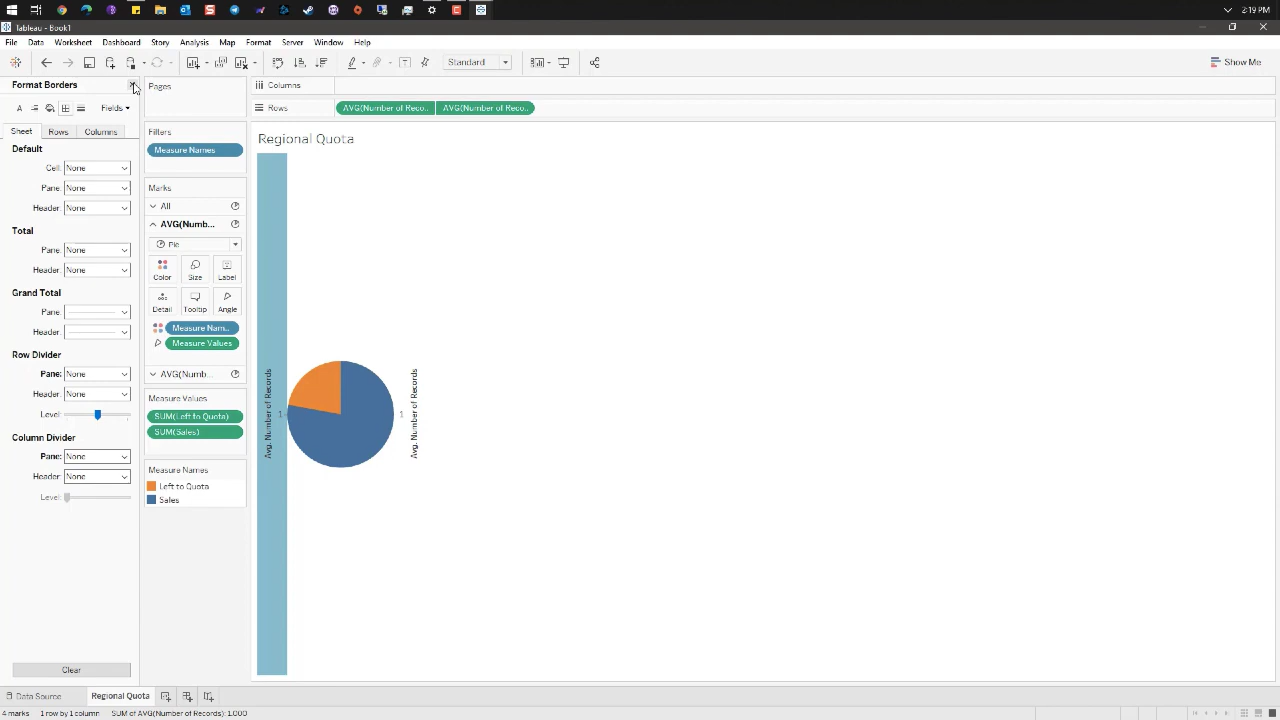 2:19 PM
Tableau - Book1
File Data Worksheet Dashboard Story Analysis Map Format Server Window Help
Standard
Show Me
Format Borders
Fields
Sheet Rows Columns
Default
Cell: None
Pane: None
Header: None
Total
Pane: None
Header: None
Grand Total
Pane:
Header:
Row Divider
Pane: None
Header: None
Level:
Column Divider
Pane: None
Header: None
Level:
Clear
Pages
Filters
Measure Names
Marks
All
AVG(Numb...
Pie
Color Size Label
Detail Tooltip Angle
Measure Nam..
Measure Values
AVG(Numb...
Measure Values
SUM(Left to Quota)
SUM(Sales)
Measure Names
Left to Quota
Sales
Columns
Rows AVG(Number of Reco.. AVG(Number of Reco..
Regional Quota
Avg. Number of Records
1
1
Avg. Number of Records
Data Source Regional Quota
4 marks 1 row by 1 column SUM of AVG(Number of Records): 1.000